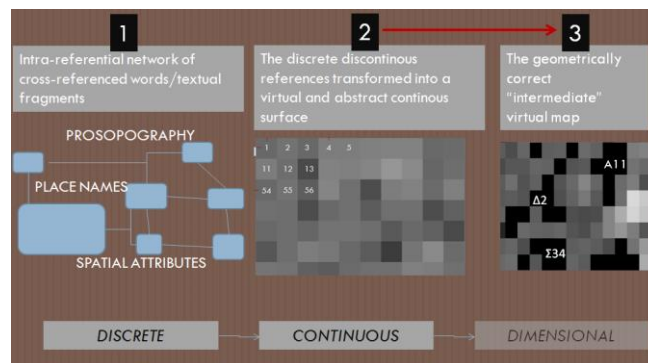 1
Intra-referential network of
cross-referenced words/textual
fragments
PROSOPOGRAPHY
PLACE NAMES
SPATIAL ATTRIBUTES
2
The discrete discontinous
references transformed into a
virtual and abstract continous
surface
1 2 3 4 5
11 12 13
54 55 56
3
The geometrically
correct
"intermediate"
virtual map
A11
Δ2
Σ34
DISCRETE
CONTINUOUS
DIMENSIONAL